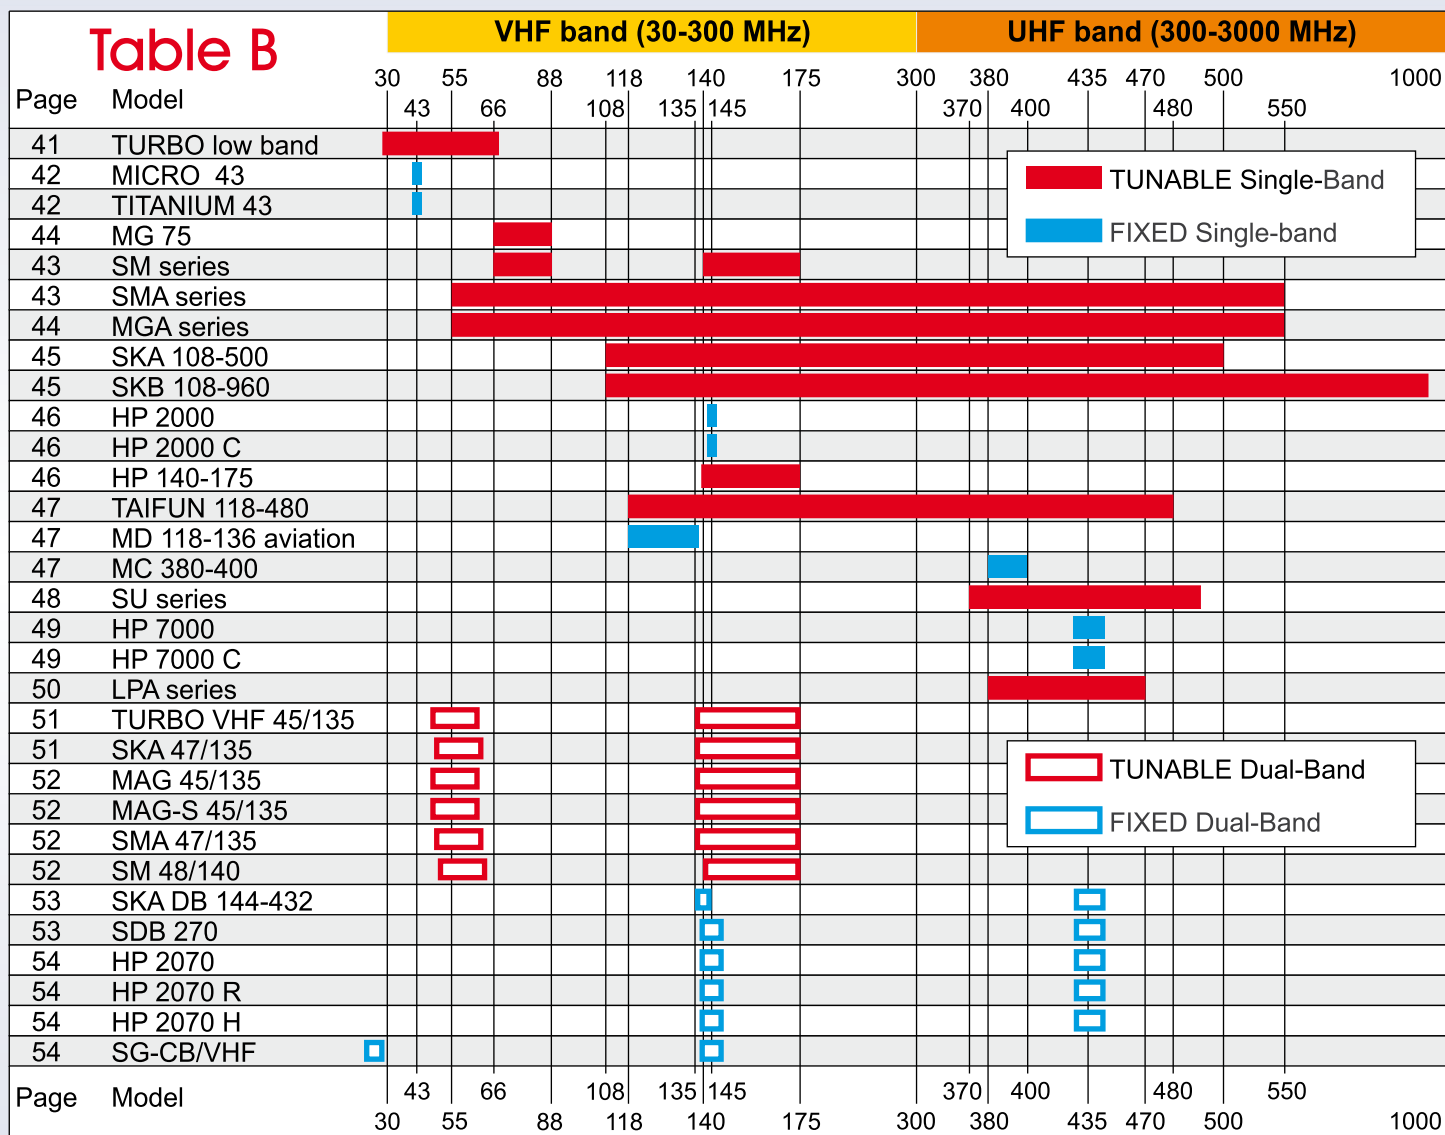 Table B
VHF band (30-300 MHz)
UHF band (300-3000 MHz)
30 55 88 118 140 175 300 380 435 470 500 1000
Page Model 43 66 108 135 145 370 400 480 550
41 TURBO low band
42 MICRO 43
42 TITANIUM 43
44 MG 75
43 SM series
43 SMA series
44 MGA series
45 SKA 108-500
45 SKB 108-960
46 HP 2000
46 HP 2000 C
46 HP 140-175
47 TAIFUN 118-480
47 MD 118-136 aviation
47 MC 380-400
48 SU series
49 HP 7000
49 HP 7000 C
50 LPA series
51 TURBO VHF 45/135
51 SKA 47/135
52 MAG 45/135
52 MAG-S 45/135
52 SMA 47/135
52 SM 48/140
53 SKA DB 144-432
53 SDB 270
54 HP 2070
54 HP 2070 R
54 HP 2070 H
54 SG-CB/VHF
TUNABLE Single-Band
FIXED Single-band
TUNABLE Dual-Band
FIXED Dual-Band
Page Model 43 66 108 135 145 370 400 480 550
30 55 88 118 140 175 300 380 435 470 500 1000